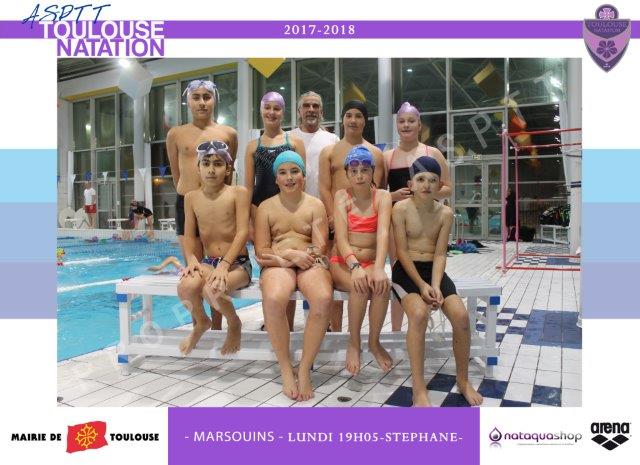 ASPTT
TOULOUSE
NATATION
2017-2018
TOULOUSE
NATATION
MAIRIE DE TOULOUSE
- MARSOUINS - LUNDI 19H05-STEPHANE-
nataquashop
arena